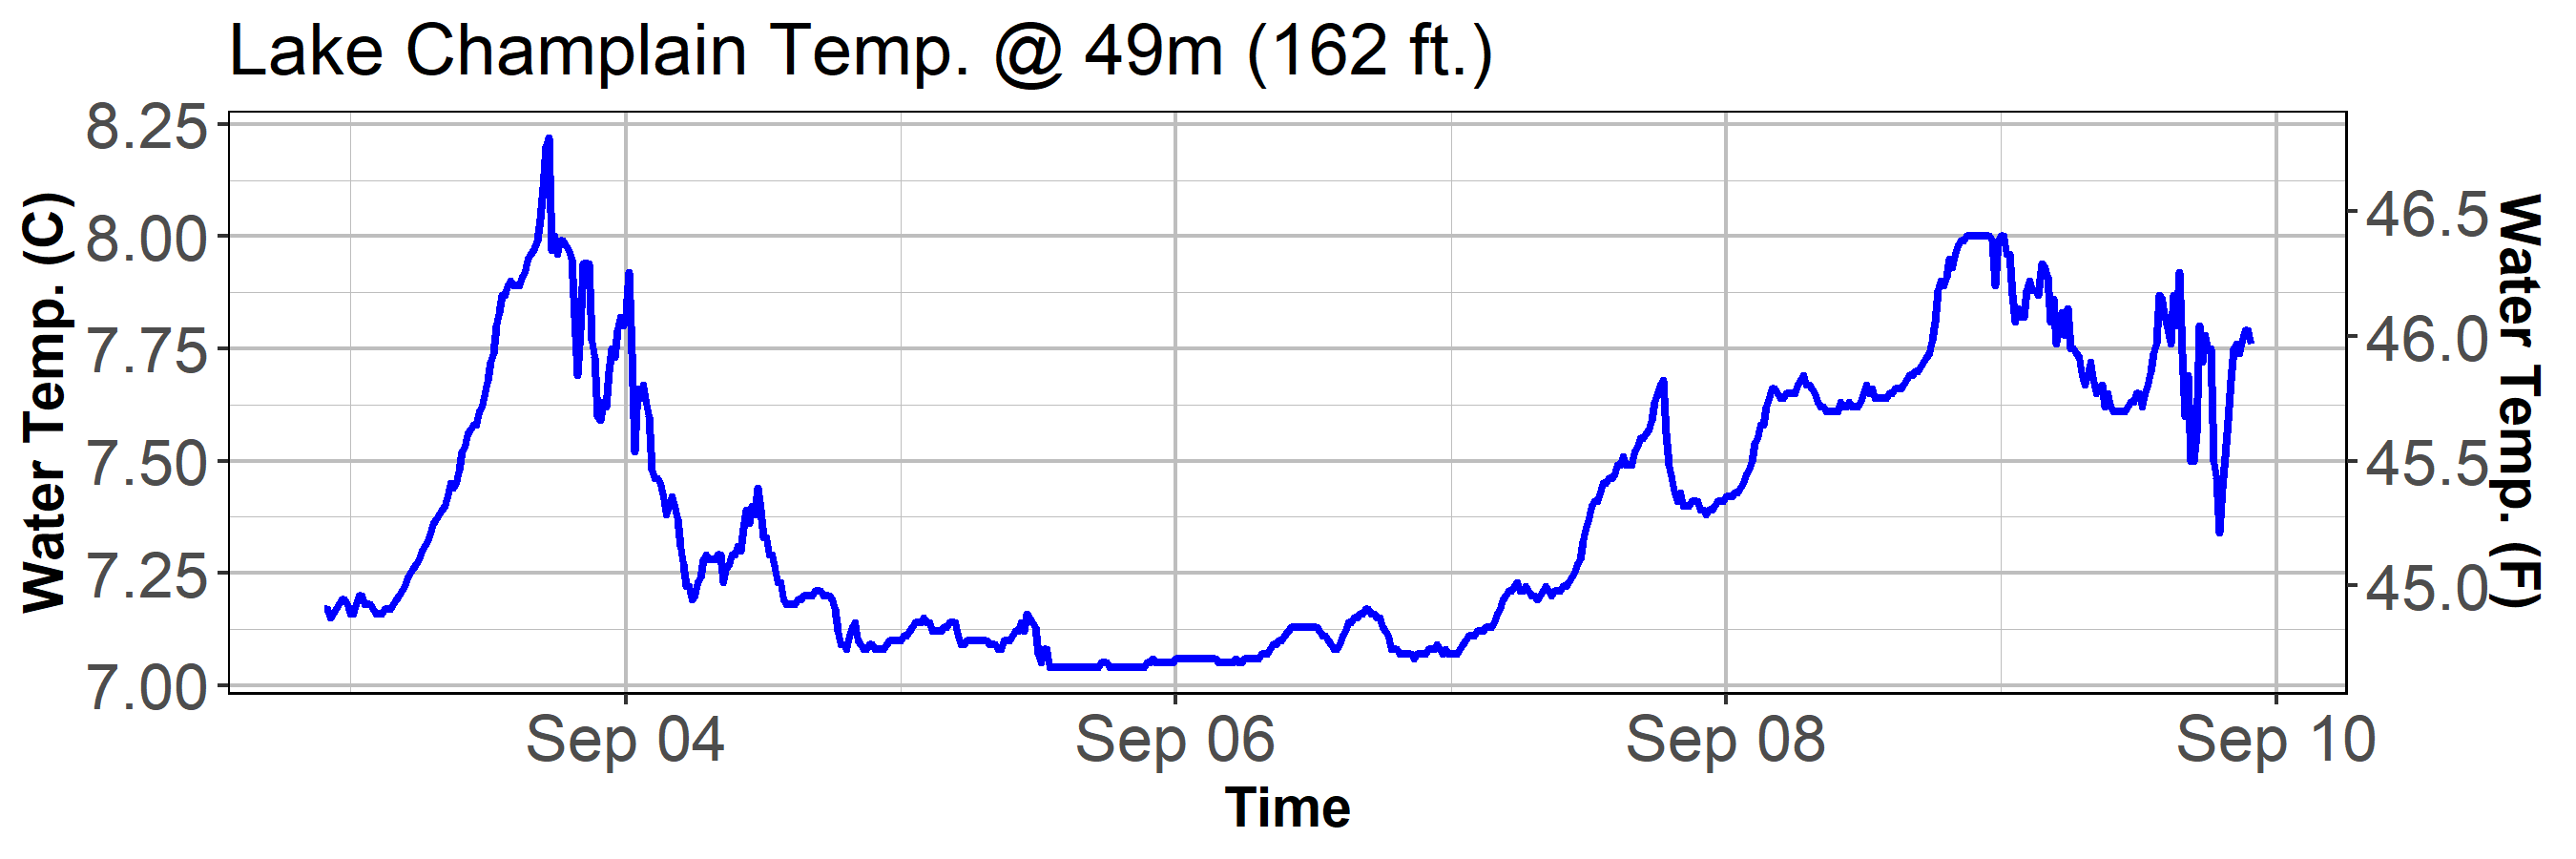 Lake Champlain Temp. @ 49m (162 ft.)
Water Temp. (C)
8.25
8.00
7.75
7.50
7.25
7.00
46.5
46.0
45.5
45.0
Water Temp. (F)
Sep 04
Sep 06
Sep 08
Sep 10
Time